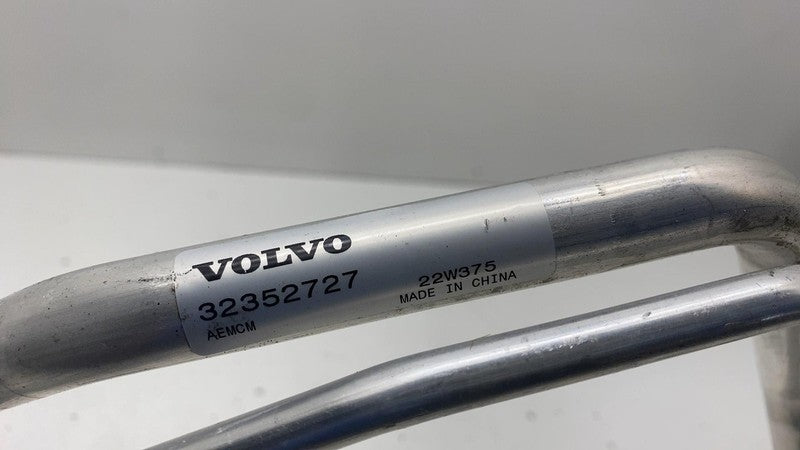 VOLVO
32352727
AEMCM
22W375
MADE IN CHINA